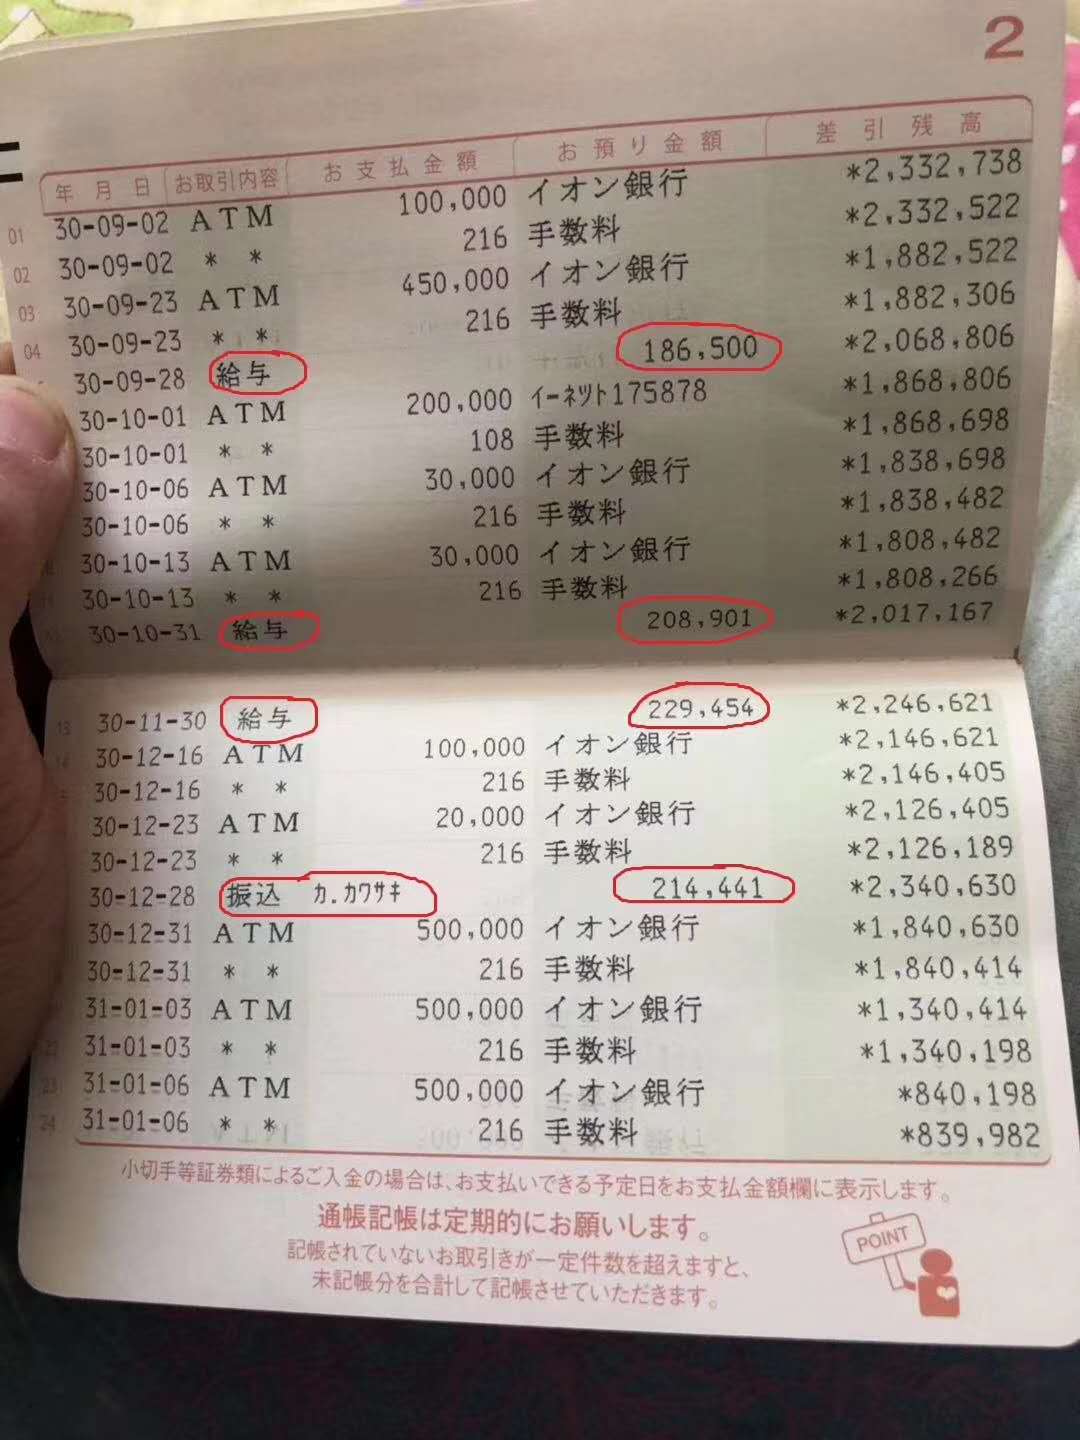 2
年月日 お取引内容 お支払金額 お預り金額 差引残高
01 30-09-02 ATM 100,000 イオン銀行 *2,332,738
02 30-09-02 * * 216 手数料 *2,332,522
03 30-09-23 ATM 450,000 イオン銀行 *1,882,522
04 30-09-23 * * 216 手数料 *1,882,306
30-09-28 給与 186,500 *2,068,806
30-10-01 ATM 200,000 イーネツト175878 *1,868,806
30-10-01 * * 108 手数料 *1,868,698
30-10-06 ATM 30,000 イオン銀行 *1,838,698
30-10-06 * * 216 手数料 *1,838,482
30-10-13 ATM 30,000 イオン銀行 *1,808,482
30-10-13 * * 216 手数料 *1,808,266
30-10-31 給与 208,901 *2,017,167
13 30-11-30 給与 229,454 *2,246,621
30-12-16 ATM 100,000 イオン銀行 *2,146,621
30-12-16 * * 216 手数料 *2,146,405
30-12-23 ATM 20,000 イオン銀行 *2,126,405
30-12-23 * * 216 手数料 *2,126,189
30-12-28 振込 カ.カワサキ 214,441 *2,340,630
30-12-31 ATM 500,000 イオン銀行 *1,840,630
30-12-31 * * 216 手数料 *1,840,414
31-01-03 ATM 500,000 イオン銀行 *1,340,414
22 31-01-03 * * 216 手数料 *1,340,198
23 31-01-06 ATM 500,000 イオン銀行 *840,198
24 31-01-06 * * 216 手数料 *839,982
小切手等証券類によるご入金の場合は、お支払いできる予定日をお支払金額欄に表示します。
通帳記帳は定期的にお願いします。
記帳されていないお取引きが一定件数を超えますと、
未記帳分を合計して記帳させていただきます。
POINT